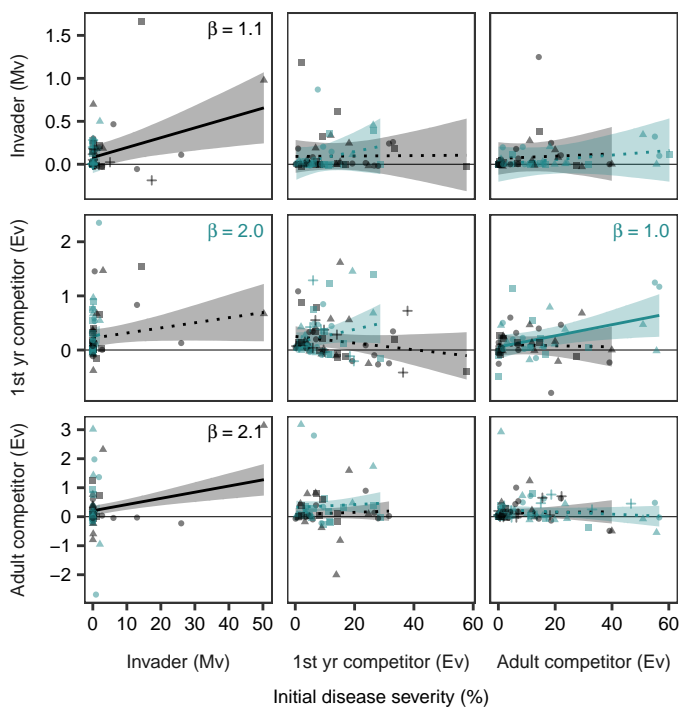 Invader (Mv)
1.5
1.0
0.5
0.0
β = 1.1
1st yr competitor (Ev)
2
1
0
β = 2.0
β = 1.0
Adult competitor (Ev)
3
2
1
0
−1
−2
β = 2.1
0 10 20 30 40 50
0 20 40 60
0 20 40 60
Invader (Mv)
1st yr competitor (Ev)
Adult competitor (Ev)
Initial disease severity (%)